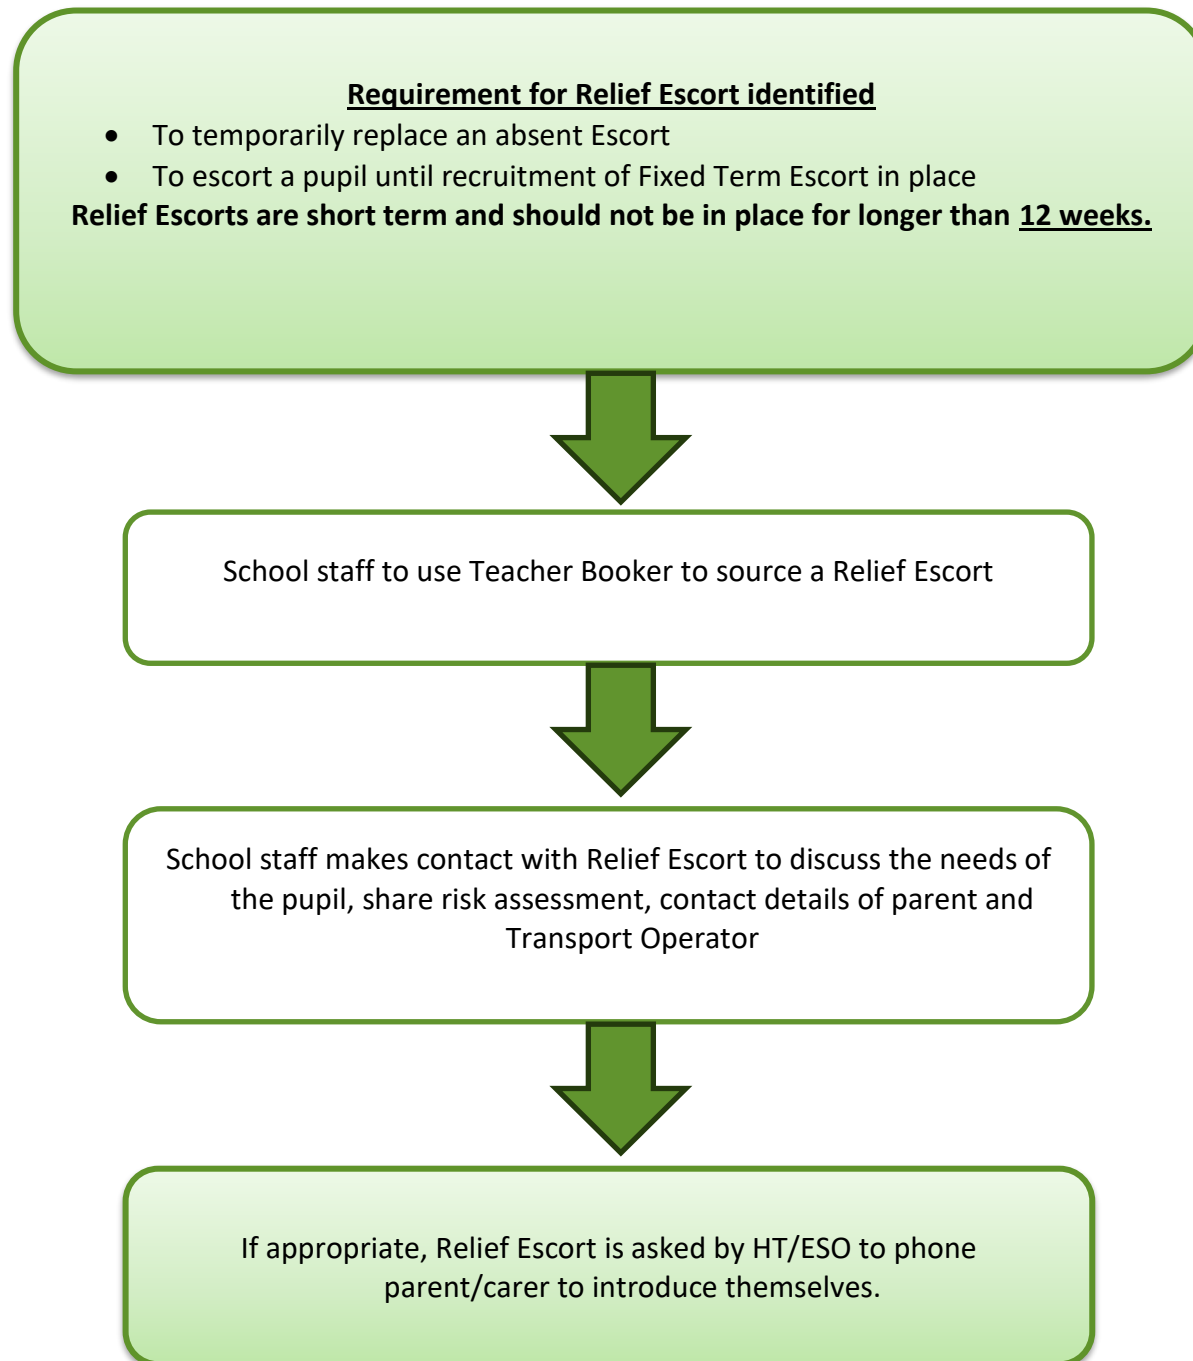 Requirement for Relief Escort identified
• To temporarily replace an absent Escort
• To escort a pupil until recruitment of Fixed Term Escort in place
Relief Escorts are short term and should not be in place for longer than 12 weeks.
School staff to use Teacher Booker to source a Relief Escort
School staff makes contact with Relief Escort to discuss the needs of
the pupil, share risk assessment, contact details of parent and
Transport Operator
If appropriate, Relief Escort is asked by HT/ESO to phone
parent/carer to introduce themselves.